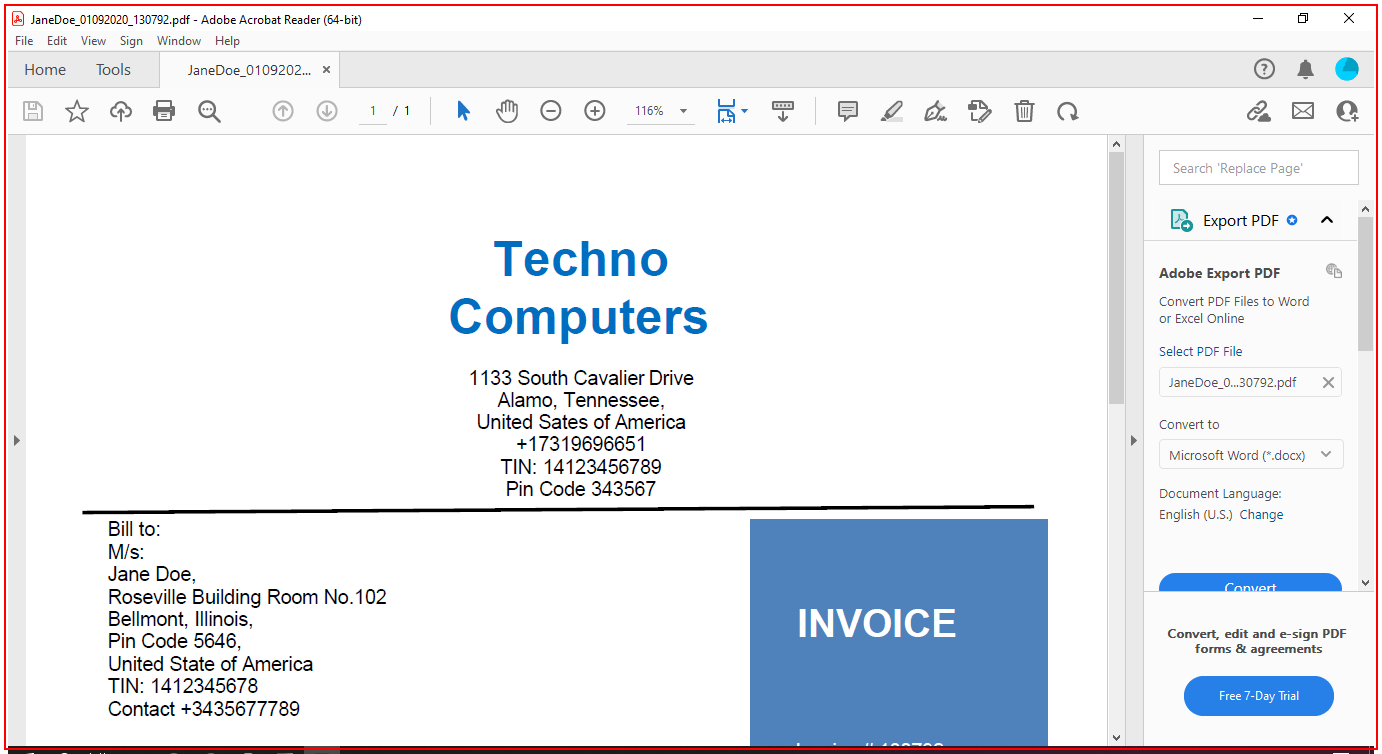 JaneDoe_01092020_130792.pdf - Adobe Acrobat Reader (64-bit)
File Edit View Sign Window Help
Home Tools JaneDoe_0109202...
1 / 1 116%
Search 'Replace Page'
Export PDF
Adobe Export PDF
Convert PDF Files to Word
or Excel Online
Select PDF File
JaneDoe_0...30792.pdf
Convert to
Microsoft Word (*.docx)
Document Language:
English (U.S.) Change
Convert
Convert, edit and e-sign PDF
forms & agreements
Free 7-Day Trial
Techno
Computers
1133 South Cavalier Drive
Alamo, Tennessee,
United Sates of America
+17319696651
TIN: 14123456789
Pin Code 343567
Bill to:
M/s:
Jane Doe,
Roseville Building Room No.102
Bellmont, Illinois,
Pin Code 5646,
United State of America
TIN: 1412345678
Contact +3435677789
INVOICE